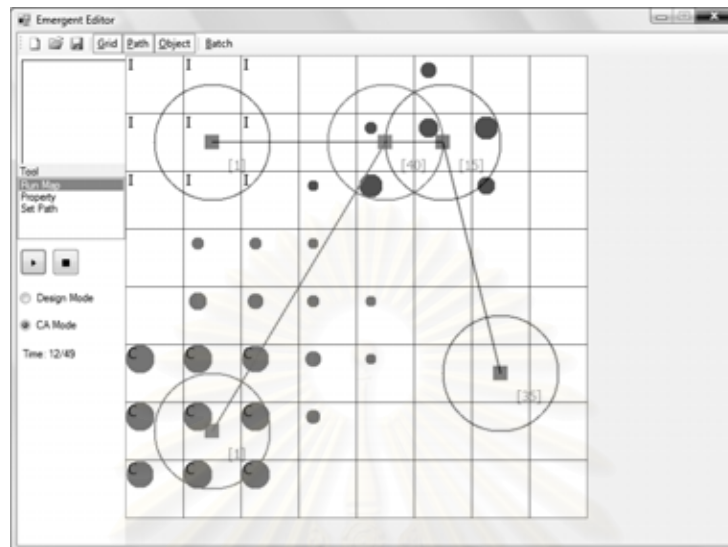 Emergent Editor
Grid Path Object Batch
I I I
I I I
[1] [40] [15]
Tool
Run Map
I I I
Property
Set Path
Design Mode
CA Mode
Time: 12/49
C C C
[35]
C C C
[1]
C C C